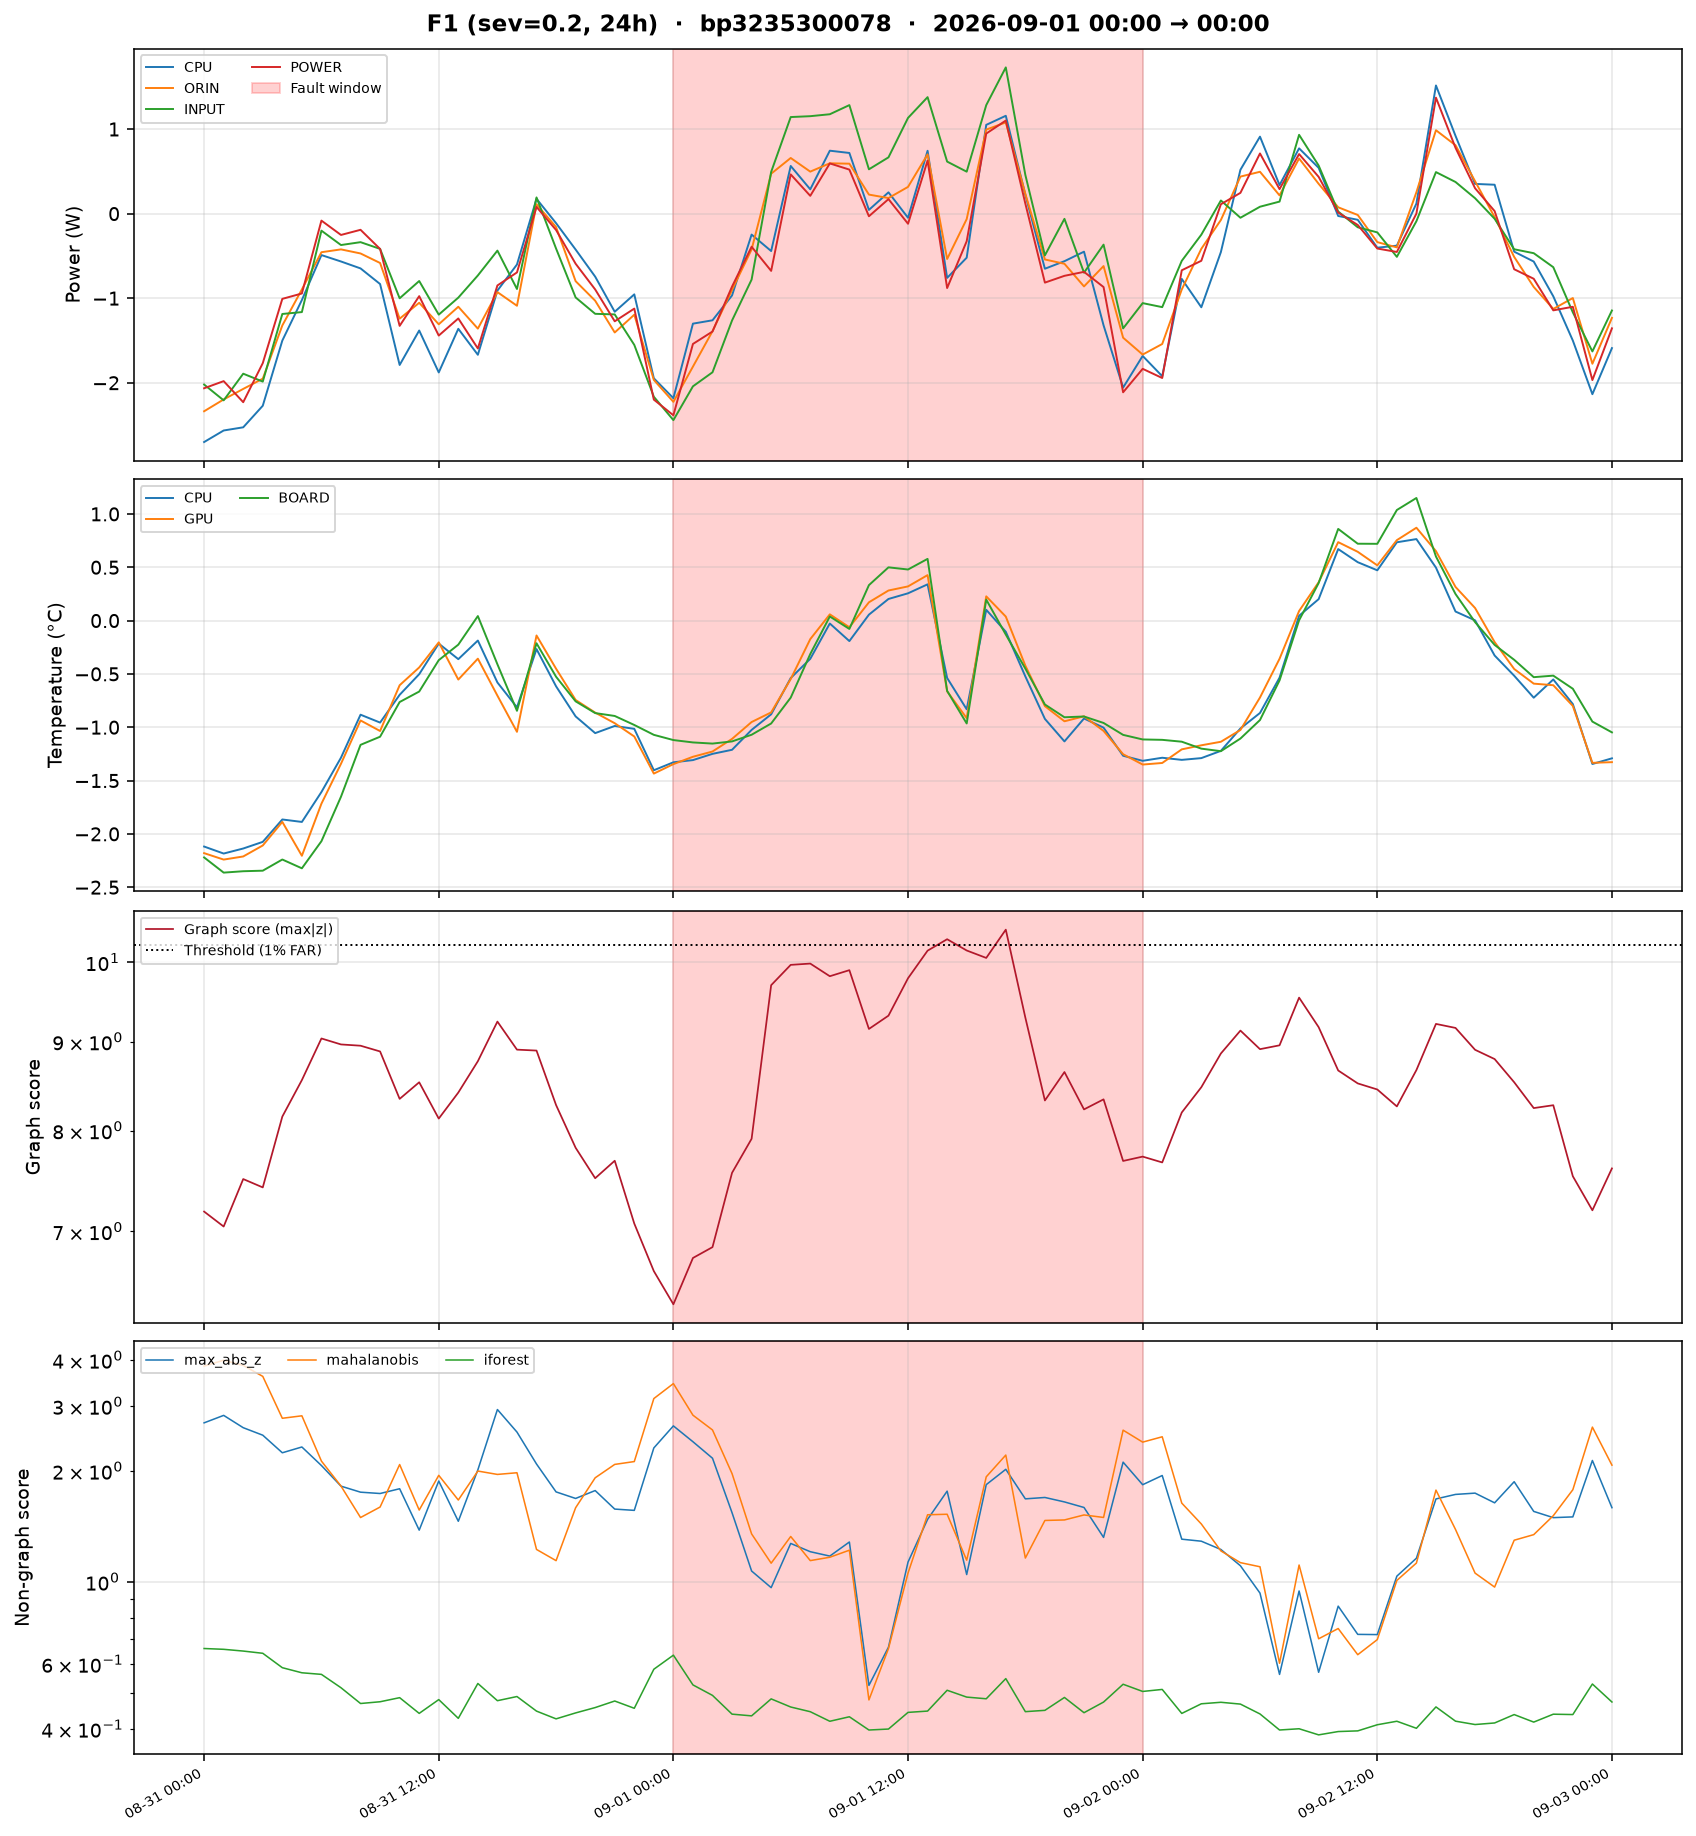 F1 (sev=0.2, 24h)  ·  bp3235300078  ·  2026-09-01 00:00 → 00:00
CPU POWER
ORIN Fault window
INPUT
Power (W)
1
0
−1
−2
CPU BOARD
GPU
Temperature (°C)
1.0
0.5
0.0
−0.5
−1.0
−1.5
−2.0
−2.5
Graph score (max|z|)
Threshold (1% FAR)
Graph score
10¹
9 × 10⁰
8 × 10⁰
7 × 10⁰
max_abs_z mahalanobis iforest
Non-graph score
4 × 10⁰
3 × 10⁰
2 × 10⁰
10⁰
6 × 10⁻¹
4 × 10⁻¹
08-31 00:00 08-31 12:00 09-01 00:00 09-01 12:00 09-02 00:00 09-02 12:00 09-03 00:00